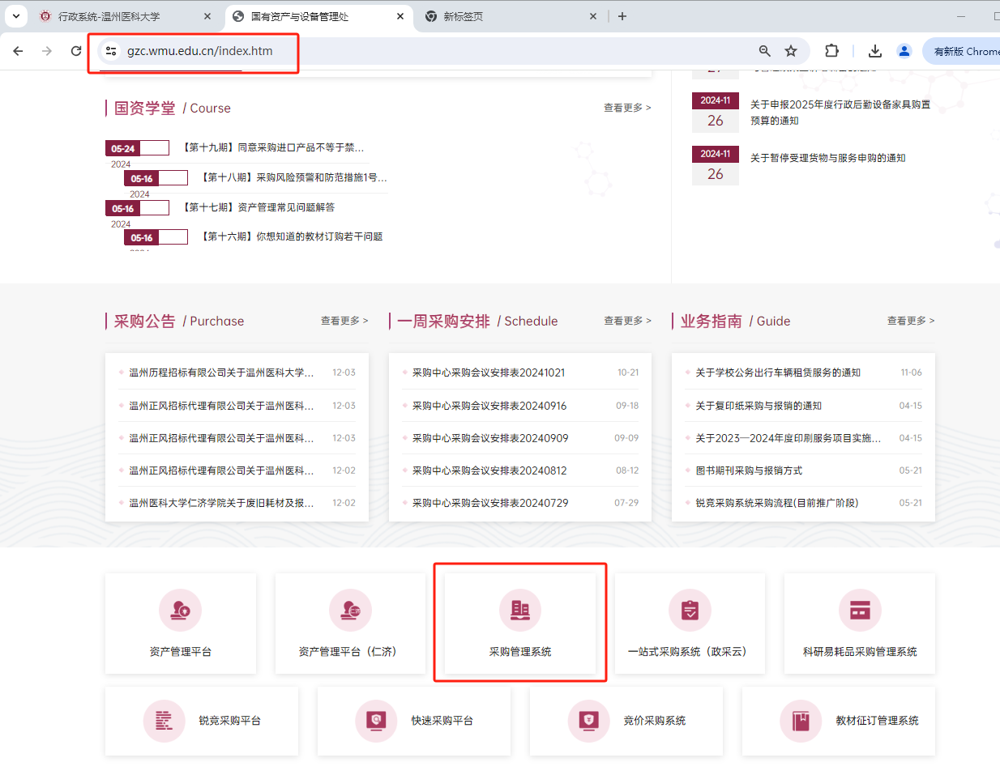 行政系统-温州医科大学
国有资产与设备管理处
新标签页
gzc.wmu.edu.cn/index.htm
有新版 Chrome
国资学堂 / Course
查看更多 >
05-24
2024
【第十九期】同意采购进口产品不等于禁...
05-16
2024
【第十八期】采购风险预警和防范措施1号...
05-16
2024
【第十七期】资产管理常见问题解答
05-16
【第十六期】你想知道的教材订购若干问题
2024-11
26
关于申报2025年度行政后勤设备家具购置
预算的通知
2024-11
26
关于暂停受理货物与服务申购的通知
采购公告 / Purchase
查看更多 >
温州历程招标有限公司关于温州医科大学... 12-03
温州正风招标代理有限公司关于温州医科... 12-03
温州正风招标代理有限公司关于温州医科... 12-03
温州正风招标代理有限公司关于温州医科... 12-02
温州医科大学仁济学院关于废旧耗材及报... 12-02
一周采购安排 / Schedule
查看更多 >
采购中心采购会议安排表20241021 10-21
采购中心采购会议安排表20240916 09-18
采购中心采购会议安排表20240909 09-09
采购中心采购会议安排表20240812 08-12
采购中心采购会议安排表20240729 07-29
业务指南 / Guide
查看更多 >
关于学校公务出行车辆租赁服务的通知 11-06
关于复印纸采购与报销的通知 04-15
关于2023—2024年度印刷服务项目实施... 04-15
图书期刊采购与报销方式 05-21
锐竞采购系统采购流程(目前推广阶段) 05-21
资产管理平台
资产管理平台（仁济）
采购管理系统
一站式采购系统（政采云）
科研易耗品采购管理系统
锐竞采购平台
快速采购平台
竞价采购系统
教材征订管理系统